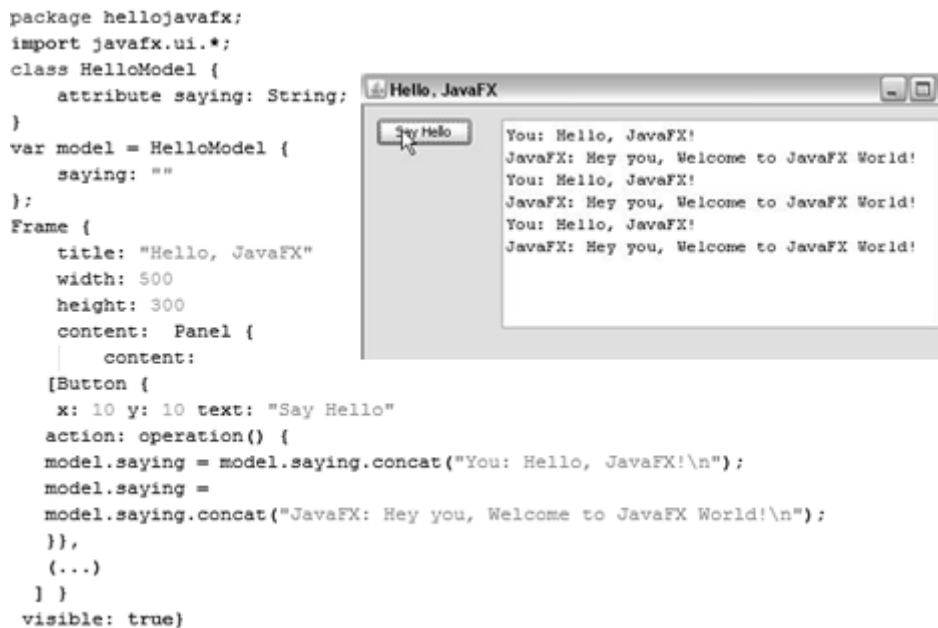 package hellojavafx;
import javafx.ui.*;
class HelloModel {
attribute saying: String;
}
var model = HelloModel {
saying: ""
};
Frame {
title: "Hello, JavaFX"
width: 500
height: 300
content: Panel {
content:
[Button {
x: 10 y: 10 text: "Say Hello"
action: operation() {
model.saying = model.saying.concat("You: Hello, JavaFX!\n");
model.saying =
model.saying.concat("JavaFX: Hey you, Welcome to JavaFX World!\n");
}},
(...)
] }
visible: true}
Hello, JavaFX
Say Hello
You: Hello, JavaFX!
JavaFX: Hey you, Welcome to JavaFX World!
You: Hello, JavaFX!
JavaFX: Hey you, Welcome to JavaFX World!
You: Hello, JavaFX!
JavaFX: Hey you, Welcome to JavaFX World!